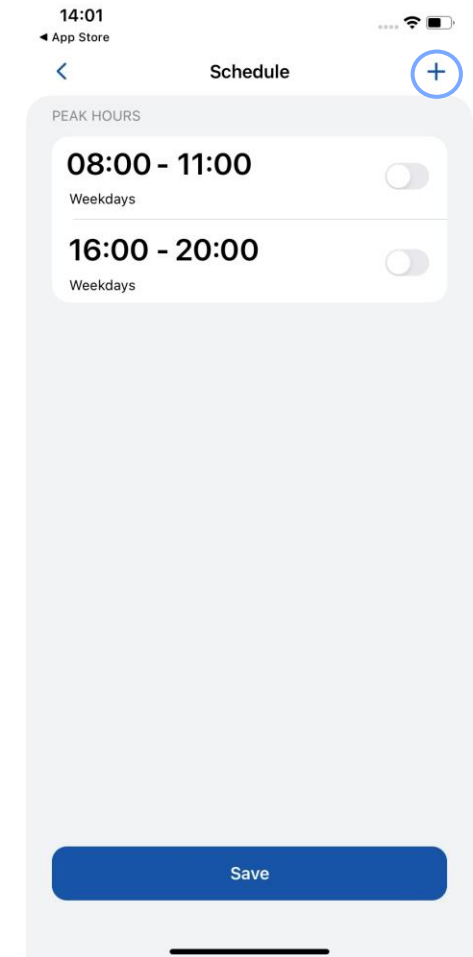 14:01
◀ App Store
Schedule
PEAK HOURS
08:00 - 11:00
Weekdays
16:00 - 20:00
Weekdays
Save